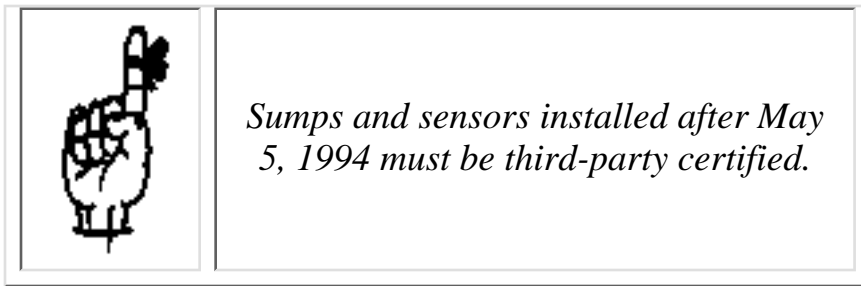 Sumps and sensors installed after May
5, 1994 must be third-party certified.